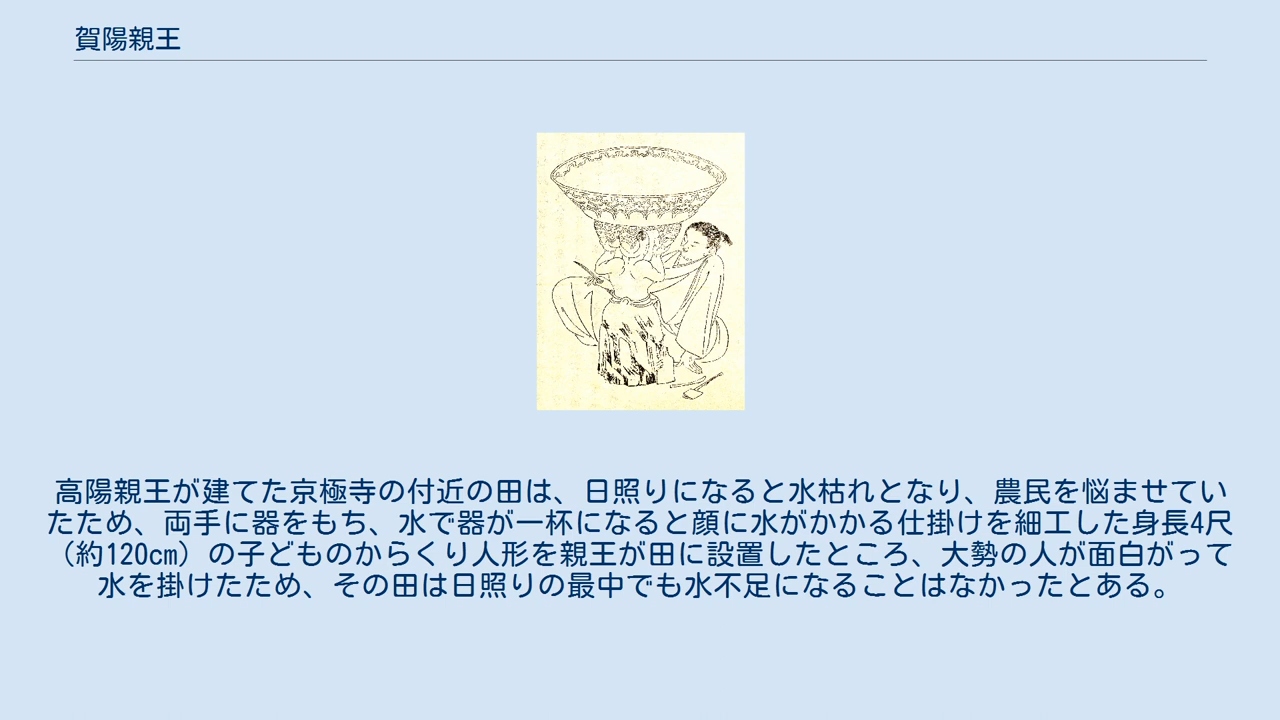 賀陽親王
高陽親王が建てた京極寺の付近の田は、日照りになると水枯れとなり、農民を悩ませてい
たため、両手に器をもち、水で器が一杯になると顔に水がかかる仕掛けを細工した身長4尺
（約120cm）の子どものからくり人形を親王が田に設置したところ、大勢の人が面白がって
水を掛けたため、その田は日照りの最中でも水不足になることはなかったとある。